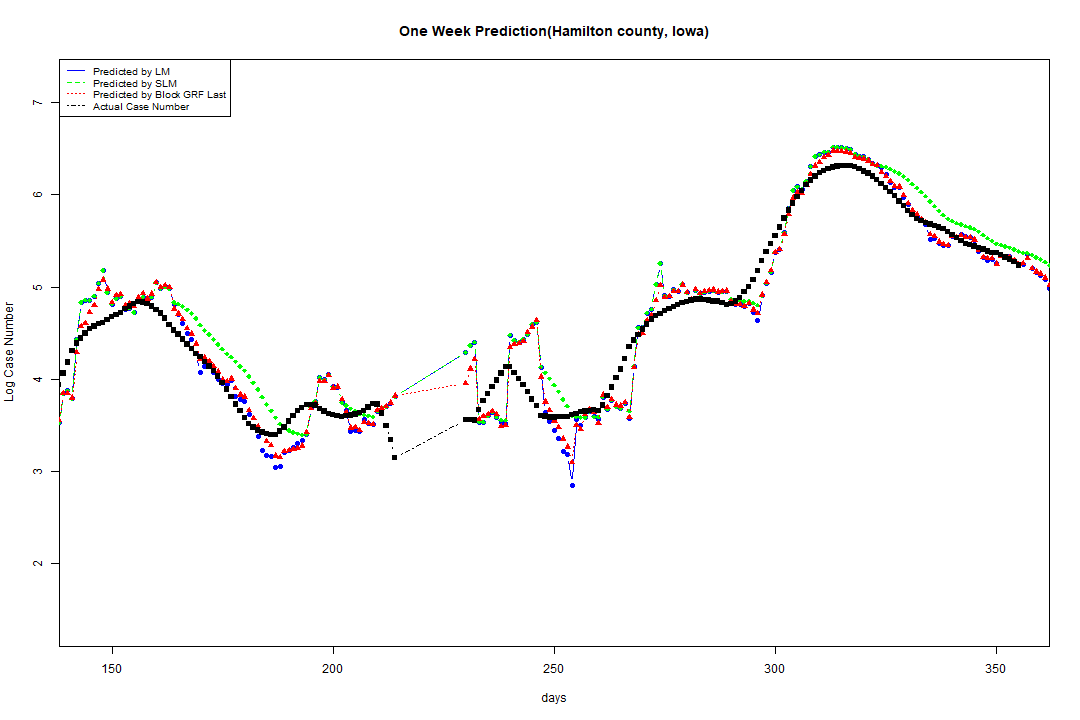 One Week Prediction(Hamilton county, Iowa)
Predicted by LM
Predicted by SLM
Predicted by Block GRF Last
Actual Case Number
Log Case Number
7
6
5
4
3
2
150 200 250 300 350
days